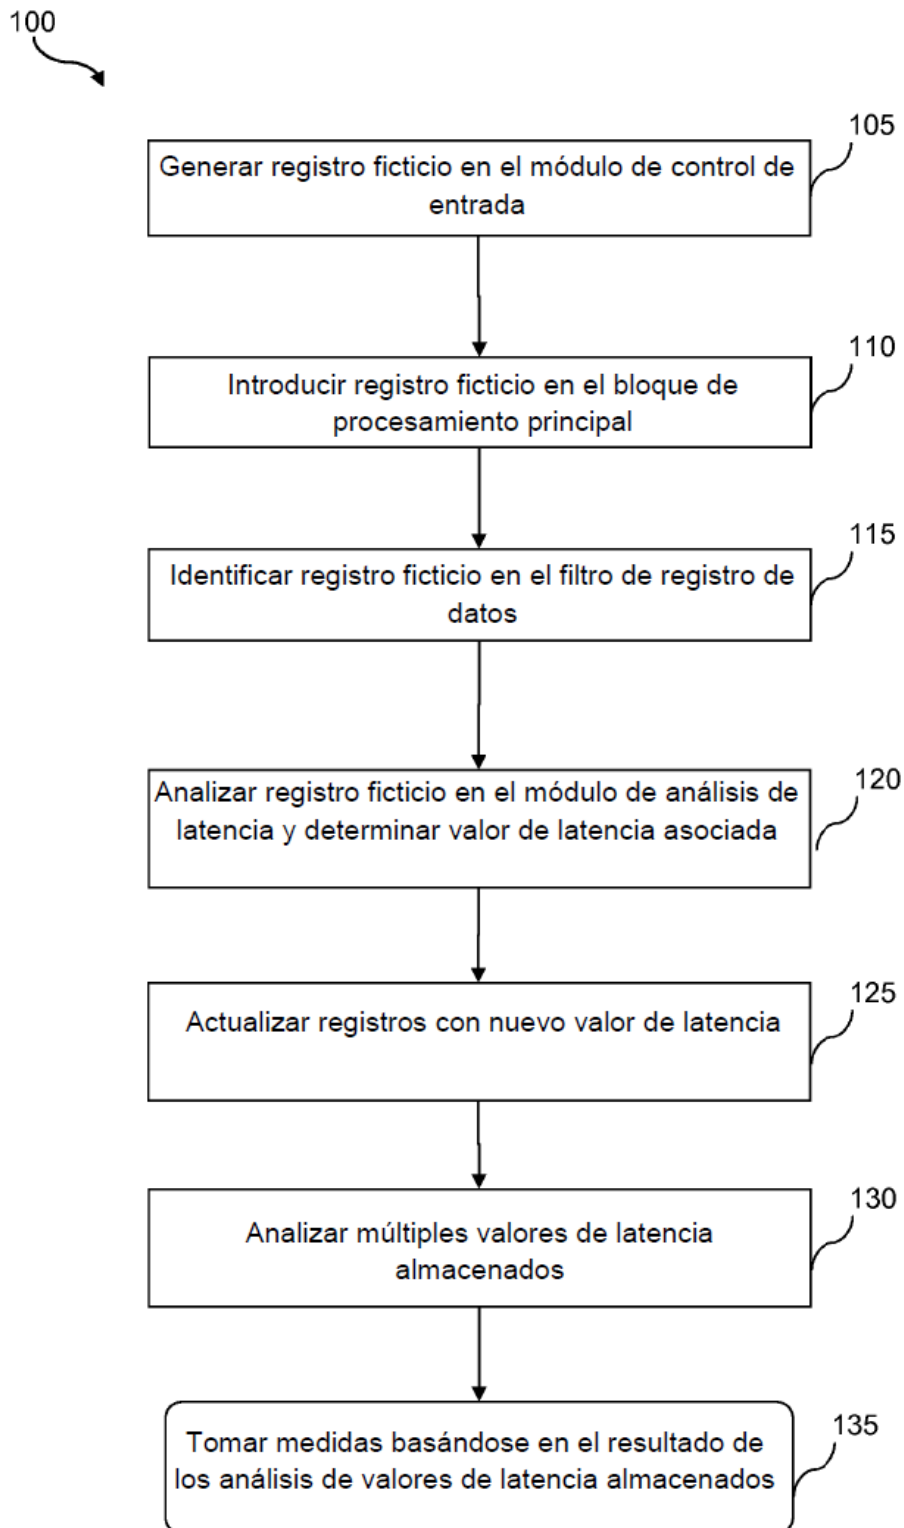 100
105
Generar registro ficticio en el módulo de control de
entrada
110
Introducir registro ficticio en el bloque de
procesamiento principal
115
Identificar registro ficticio en el filtro de registro de
datos
120
Analizar registro ficticio en el módulo de análisis de
latencia y determinar valor de latencia asociada
125
Actualizar registros con nuevo valor de latencia
130
Analizar múltiples valores de latencia
almacenados
135
Tomar medidas basándose en el resultado de
los análisis de valores de latencia almacenados